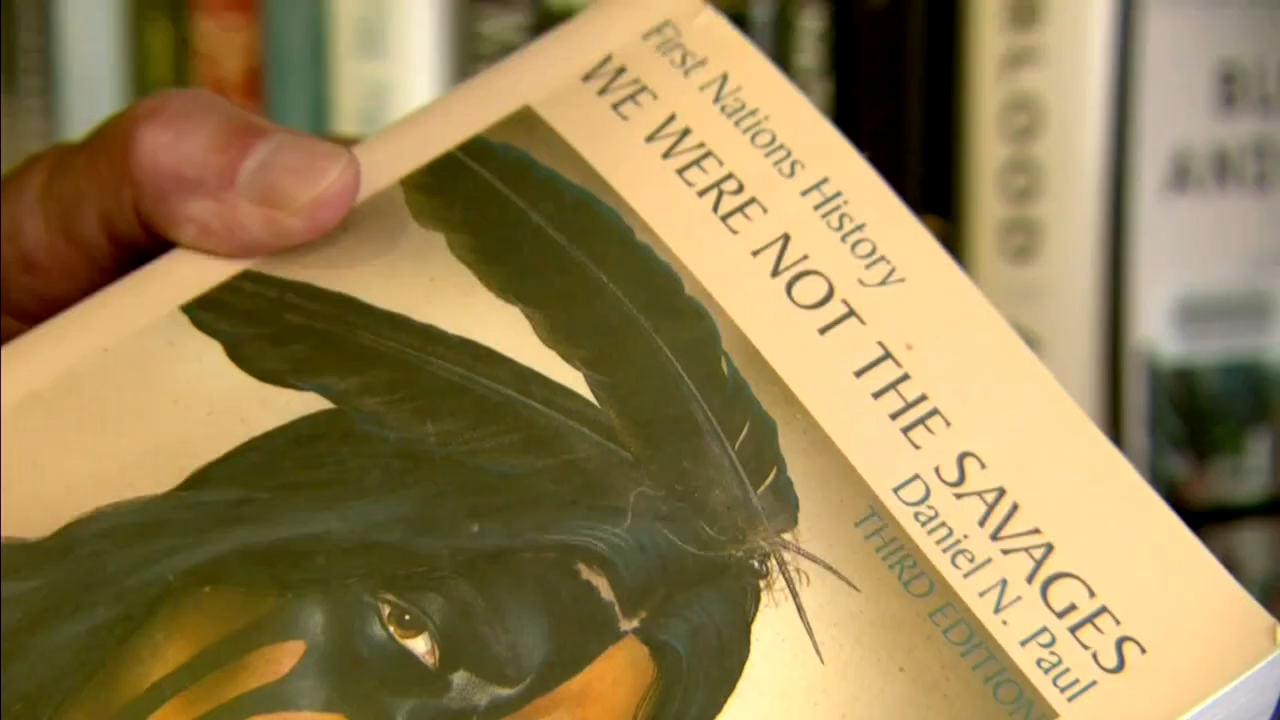 First Nations History
WE WERE NOT THE SAVAGES
Daniel N. Paul
THIRD EDITION